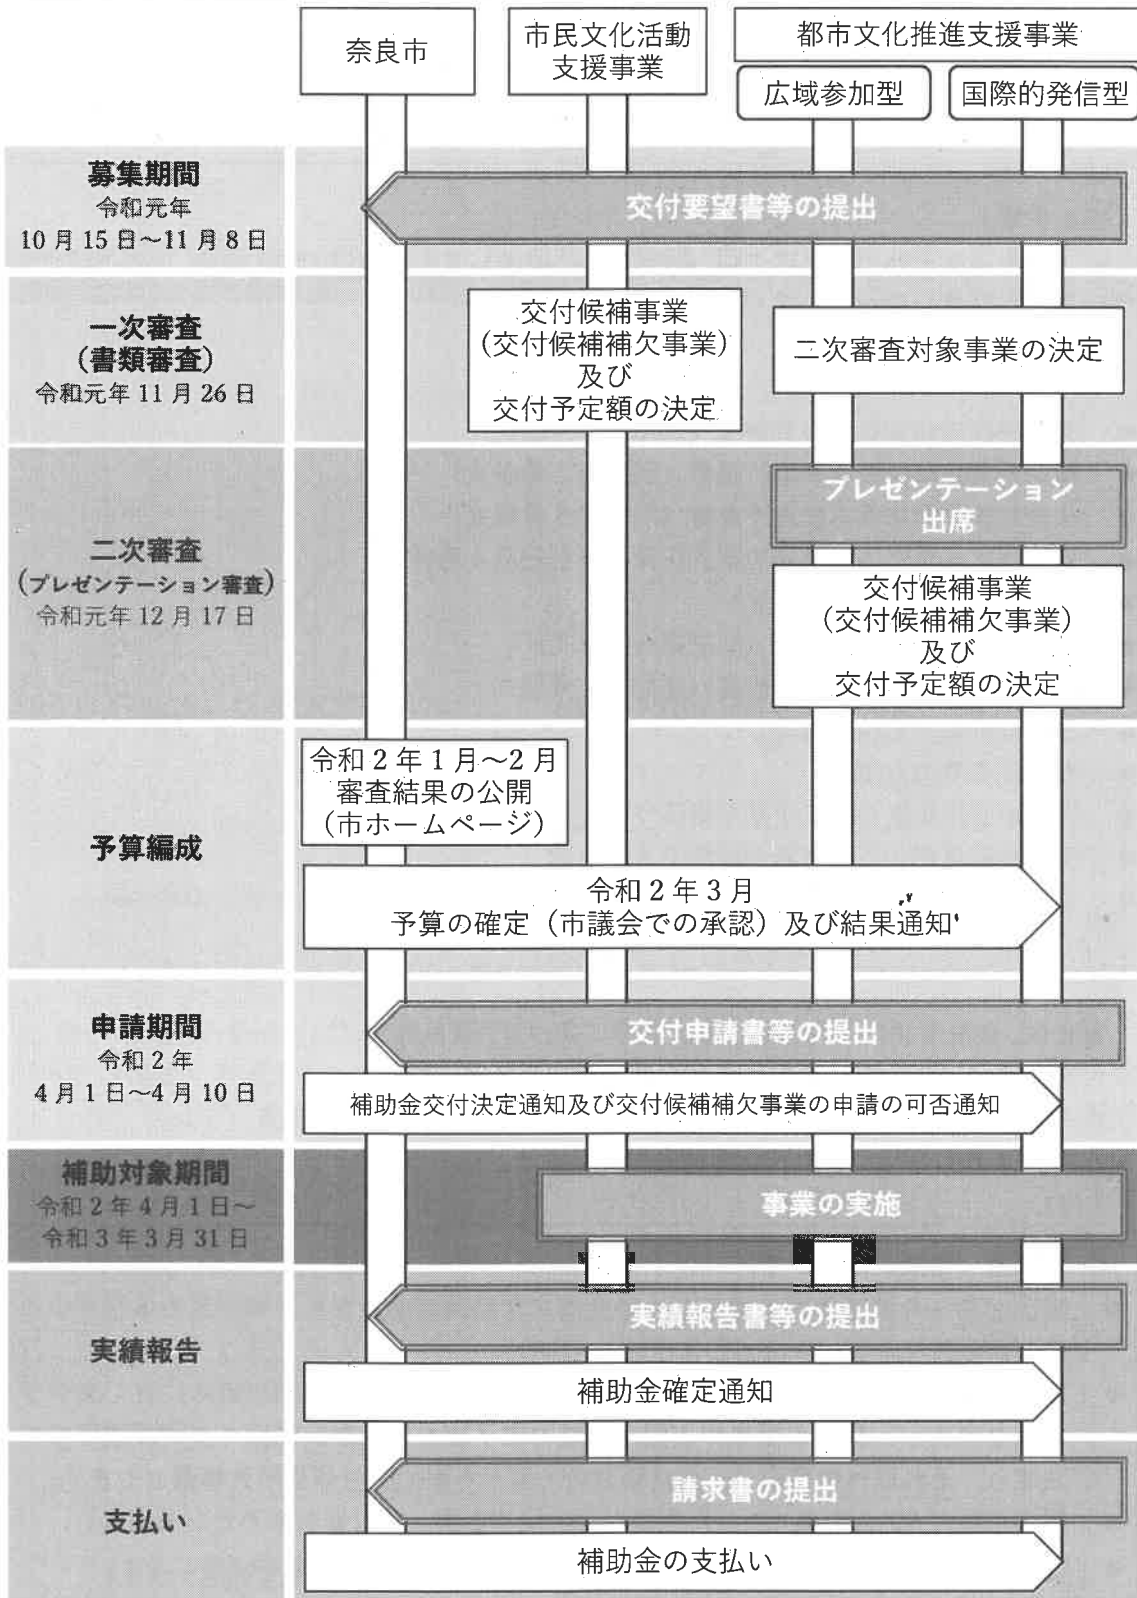 奈良市
市民文化活動
支援事業
都市文化推進支援事業
広域参加型
国際的発信型
募集期間
令和元年
10月15日～11月8日
交付要望書等の提出
一次審査
(書類審査)
令和元年11月26日
交付候補事業
(交付候補補欠事業)
及び
交付予定額の決定
二次審査対象事業の決定
二次審査
(プレゼンテーション審査)
令和元年12月17日
プレゼンテーション
出席
交付候補事業
(交付候補補欠事業)
及び
交付予定額の決定
予算編成
令和2年1月～2月
審査結果の公開
(市ホームページ)
令和2年3月
予算の確定（市議会での承認）及び結果通知
申請期間
令和2年
4月1日～4月10日
交付申請書等の提出
補助金交付決定通知及び交付候補補欠事業の申請の可否通知
補助対象期間
令和2年4月1日～
令和3年3月31日
事業の実施
実績報告
実績報告書等の提出
補助金確定通知
支払い
請求書の提出
補助金の支払い